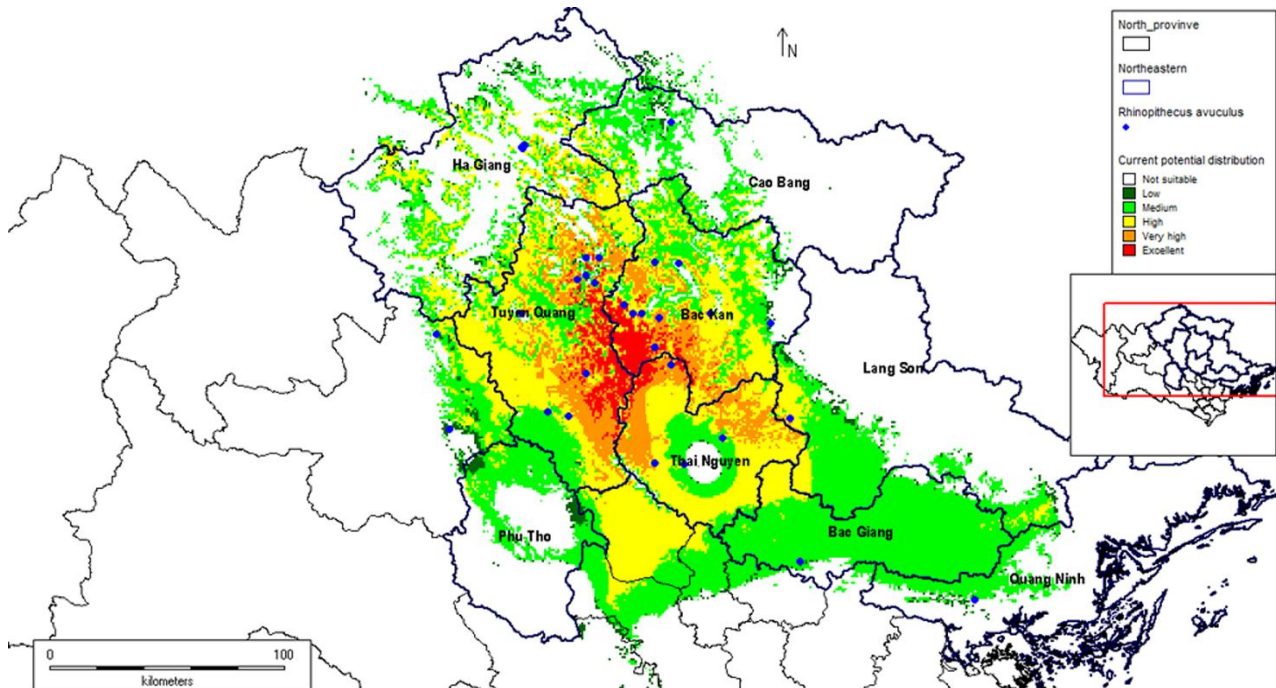 N
North_provinve
Northeastern
Rhinopithecus avuculus
Current potential distribution
Not suitable
Low
Medium
High
Very high
Excellent
Ha Giang
Cao Bang
Tuyen Quang
Bac Kan
Lang Son
Thai Nguyen
Phu Tho
Bac Giang
Quang Ninh
0 100
kilometers